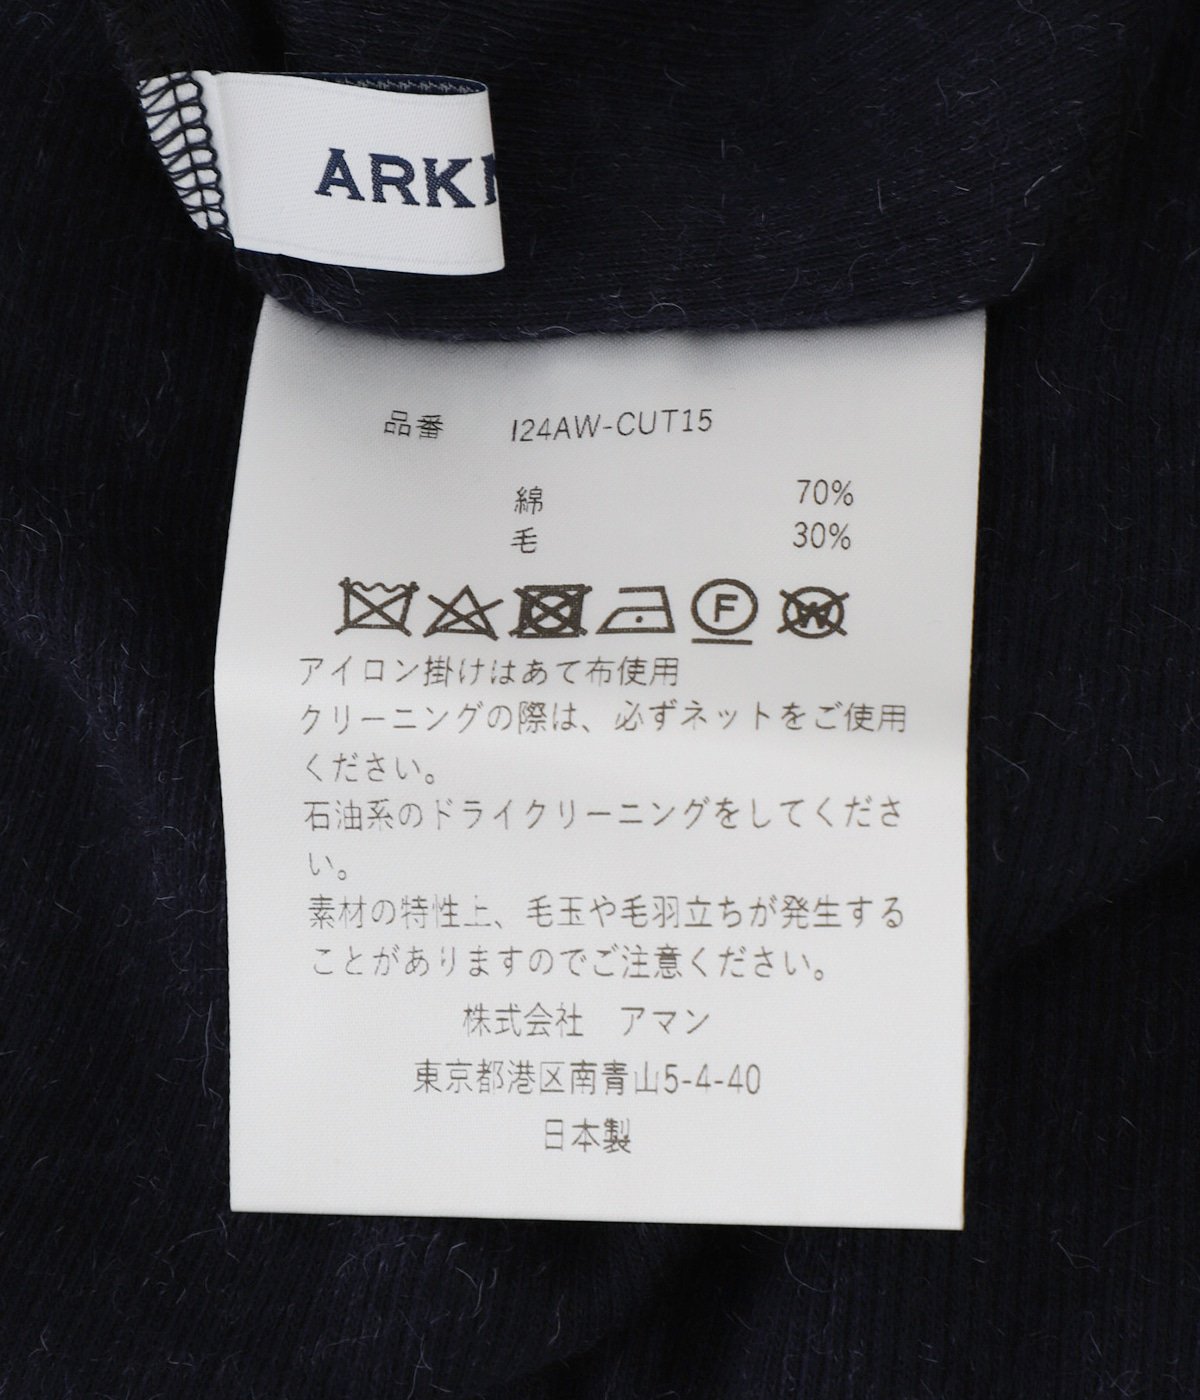 ARK
品番 I24AW-CUT15
綿 70%
毛 30%
F W
アイロン掛けはあて布使用
クリーニングの際は、必ずネットをご使用
ください。
石油系のドライクリーニングをしてくださ
い。
素材の特性上、毛玉や毛羽立ちが発生する
ことがありますのでご注意ください。
株式会社 アマン
東京都港区南青山5-4-40
日本製